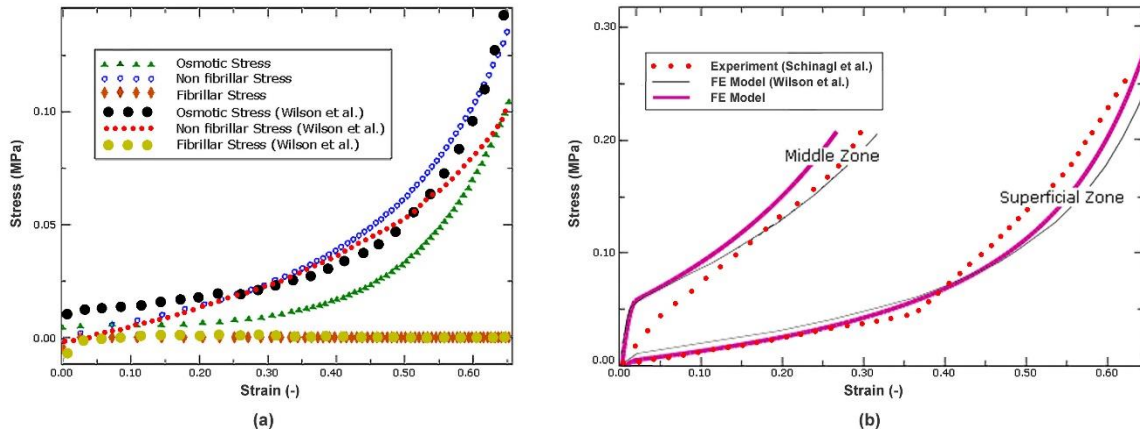 Osmotic Stress
Non fibrillar Stress
Fibrillar Stress
Osmotic Stress (Wilson et al.)
Non fibrillar Stress (Wilson et al.)
Fibrillar Stress (Wilson et al.)
Stress (MPa)
0.10
0.05
0.00
0.00 0.10 0.20 0.30 0.40 0.50 0.60
Strain (-)
(a)
Experiment (Schinagl et al.)
FE Model (Wilson et al.)
FE Model
Middle Zone
Superficial Zone
Stress (MPa)
0.30
0.20
0.10
0.00
0.00 0.10 0.20 0.30 0.40 0.50 0.60
Strain (-)
(b)